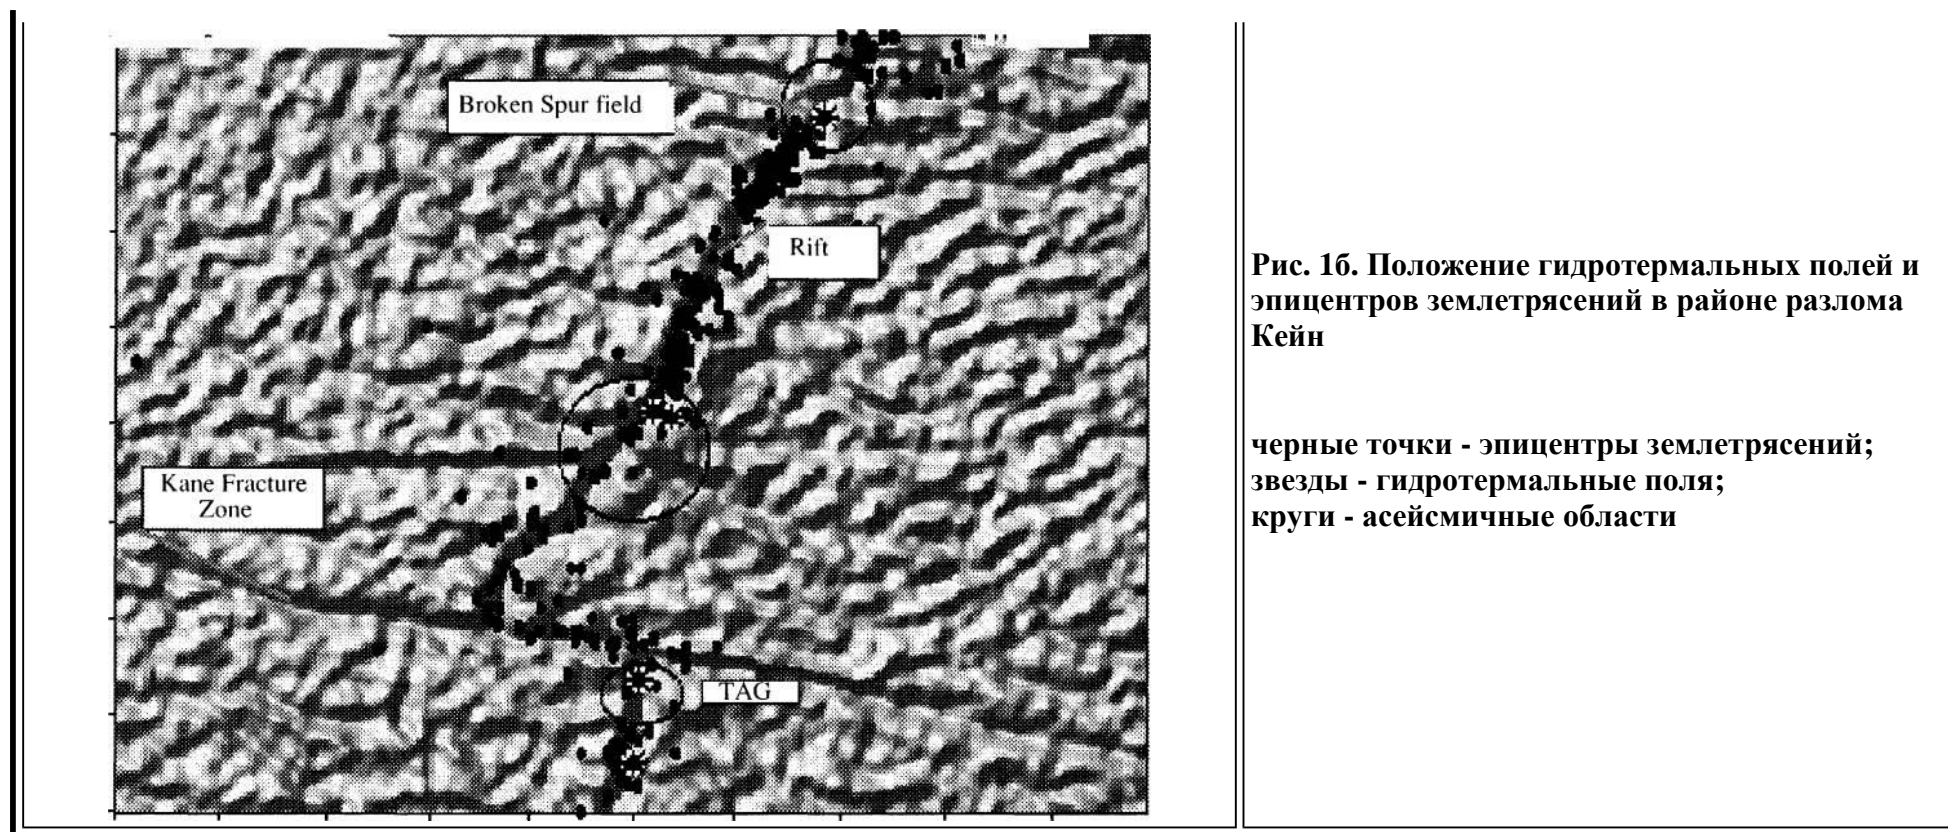 Broken Spur field
Rift
Kane Fracture
Zone
TAG
Рис. 1б. Положение гидротермальных полей и
эпицентров землетрясений в районе разлома
Кейн
черные точки - эпицентры землетрясений;
звезды - гидротермальные поля;
круги - асейсмичные области